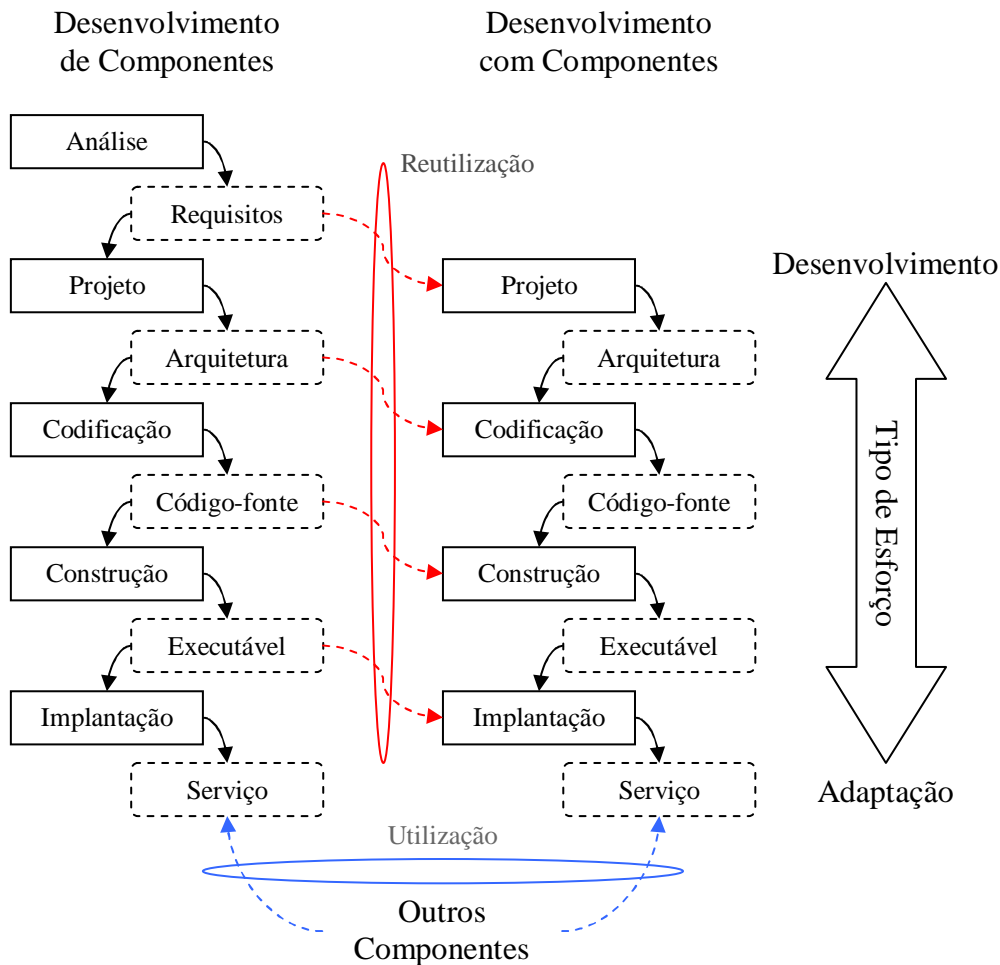 Desenvolvimento
de Componentes
Desenvolvimento
com Componentes
Análise
Reutilização
Requisitos
Projeto
Projeto
Desenvolvimento
Arquitetura
Arquitetura
Codificação
Codificação
Tipo de Esforço
Código-fonte
Código-fonte
Construção
Construção
Executável
Executável
Implantação
Implantação
Serviço
Serviço
Adaptação
Utilização
Outros
Componentes